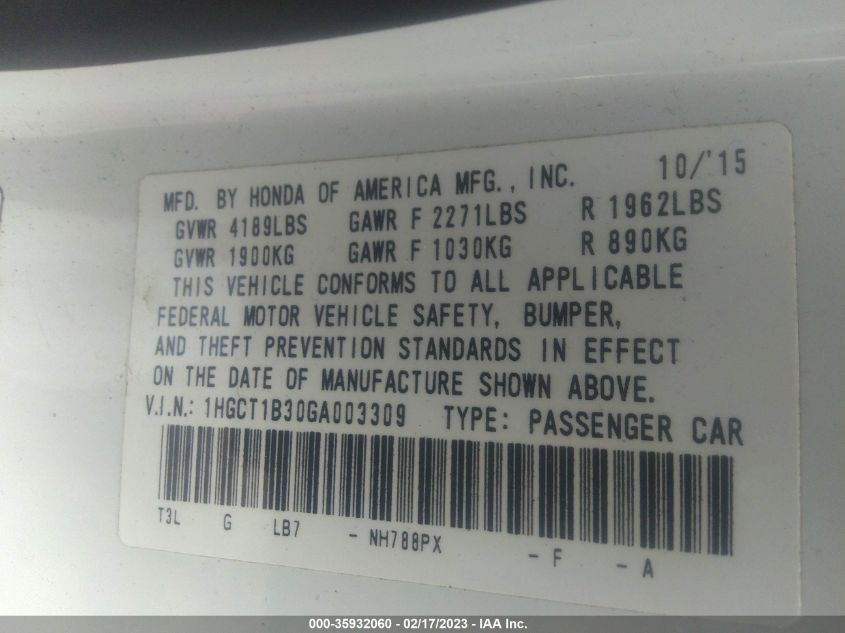 MFD. BY HONDA OF AMERICA MFG., INC. 10/'15
GVWR 4189LBS GAWR F 2271LBS R 1962LBS
GVWR 1900KG GAWR F 1030KG R 890KG
THIS VEHICLE CONFORMS TO ALL APPLICABLE
FEDERAL MOTOR VEHICLE SAFETY, BUMPER,
AND THEFT PREVENTION STANDARDS IN EFFECT
ON THE DATE OF MANUFACTURE SHOWN ABOVE.
V.I.N.: 1HGCT1B30GA003309 TYPE: PASSENGER CAR
T3L G LB7 - NH788PX - F - A
000-35932060 - 02/17/2023 - IAA Inc.